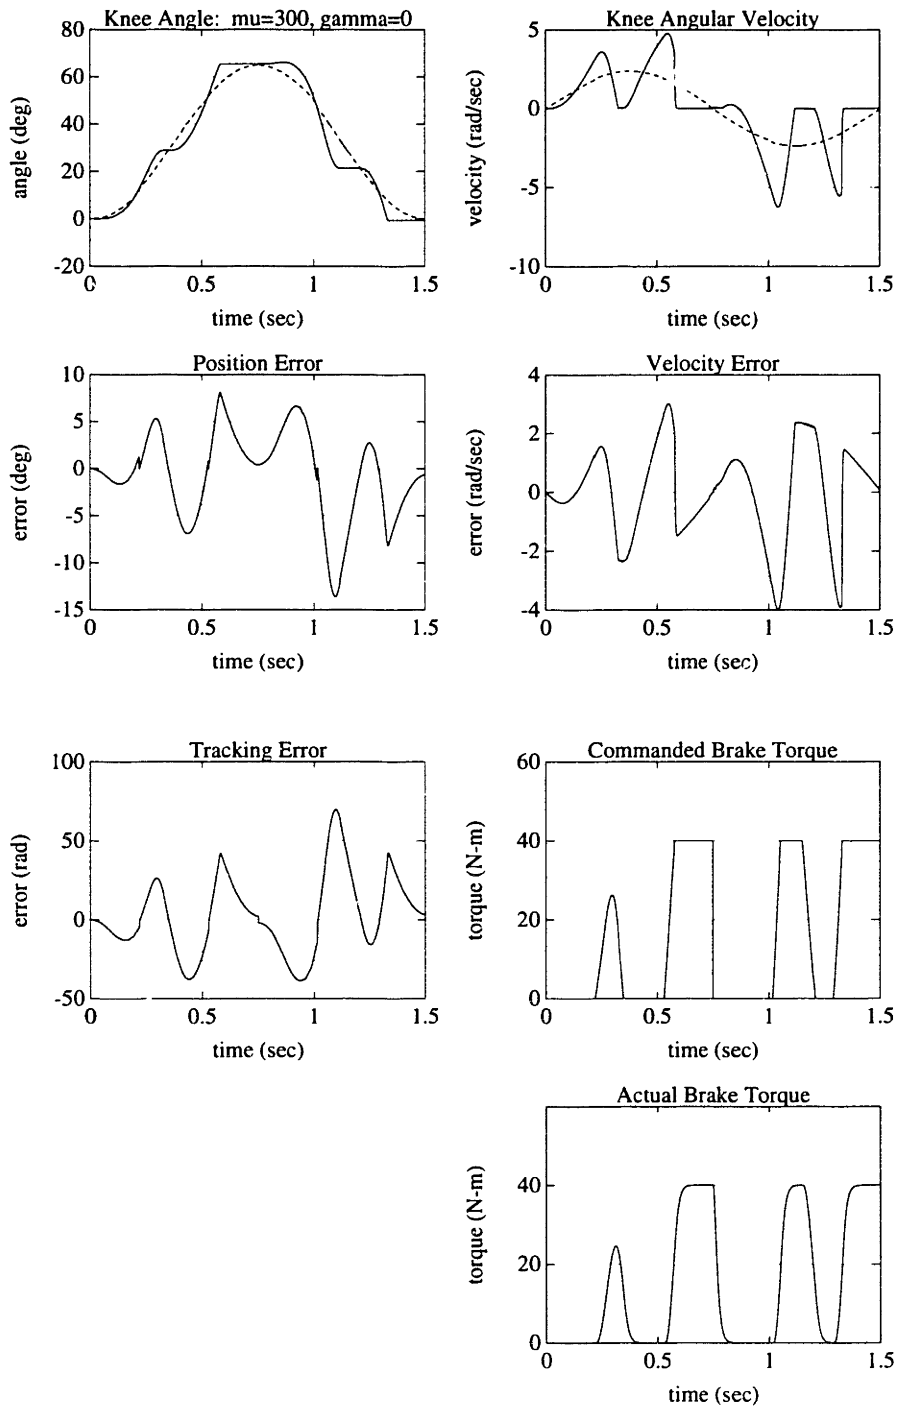 Knee Angle: mu=300, gamma=0
80
60
40
20
0
-20
angle (deg)
0
0.5
1
1.5
time (sec)
Knee Angular Velocity
5
0
-5
-10
velocity (rad/sec)
0
0.5
1
1.5
time (sec)
Position Error
10
5
0
-5
-10
-15
error (deg)
0
0.5
1
1.5
time (sec)
Velocity Error
4
2
0
-2
-4
error (rad/sec)
0
0.5
1
1.5
time (sec)
Tracking Error
100
50
0
-50
error (rad)
0
0.5
1
1.5
time (sec)
Commanded Brake Torque
60
40
20
0
torque (N-m)
0
0.5
1
1.5
time (sec)
Actual Brake Torque
40
20
0
torque (N-m)
0
0.5
1
1.5
time (sec)